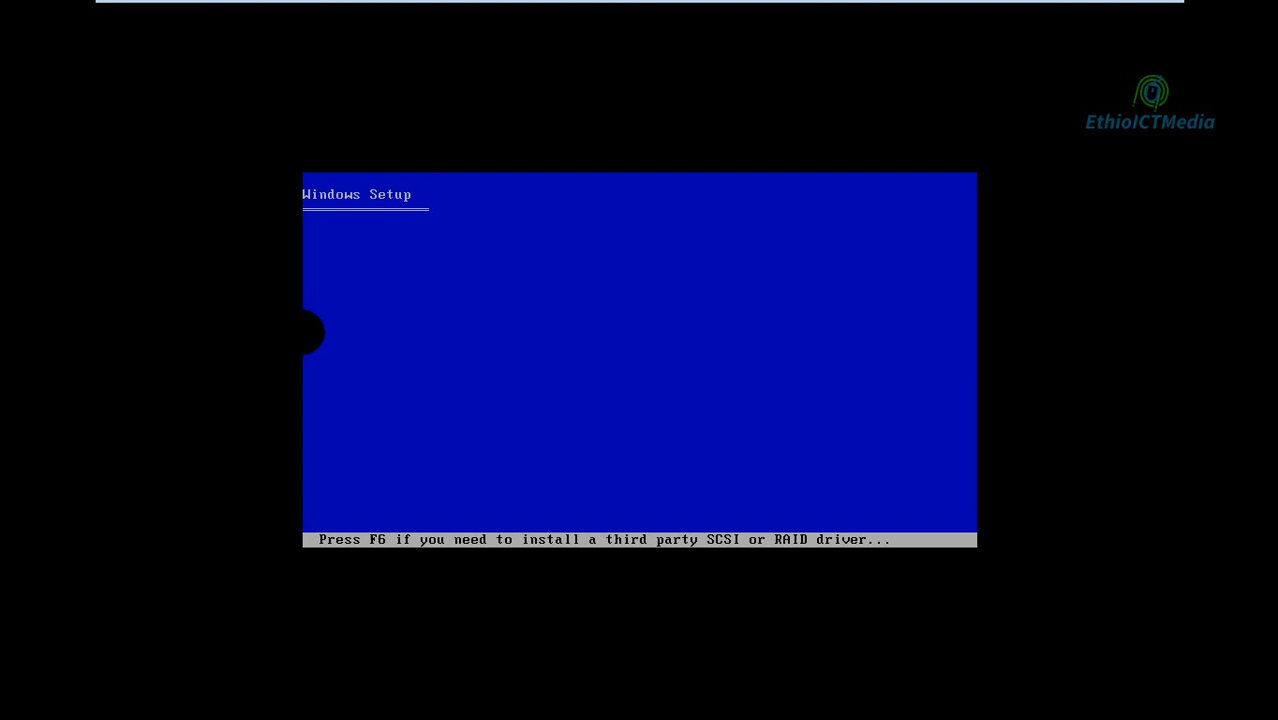 EthioICTMedia
Windows Setup
Press F6 if you need to install a third party SCSI or RAID driver...